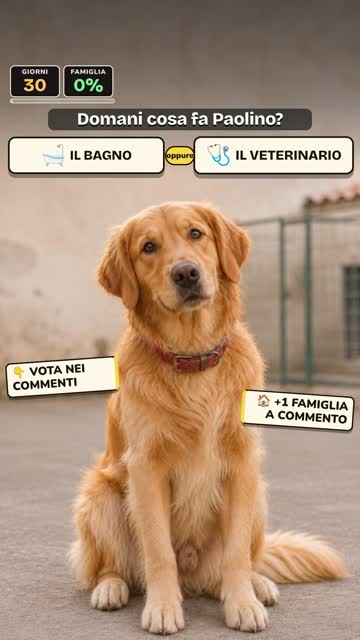 GIORNI
30
FAMIGLIA
0%
Domani cosa fa Paolino?
IL BAGNO
oppure
IL VETERINARIO
VOTA NEI
COMMENTI
+1 FAMIGLIA
A COMMENTO